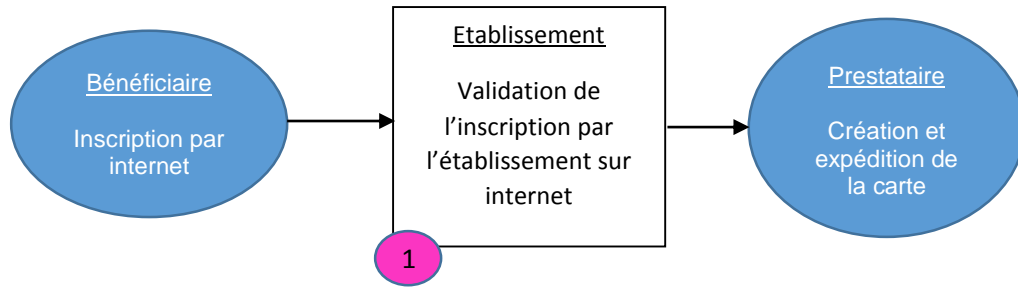 Bénéficiaire
Inscription par
internet
Etablissement
Validation de
l’inscription par
l’établissement sur
internet
1
Prestataire
Création et
expédition de
la carte